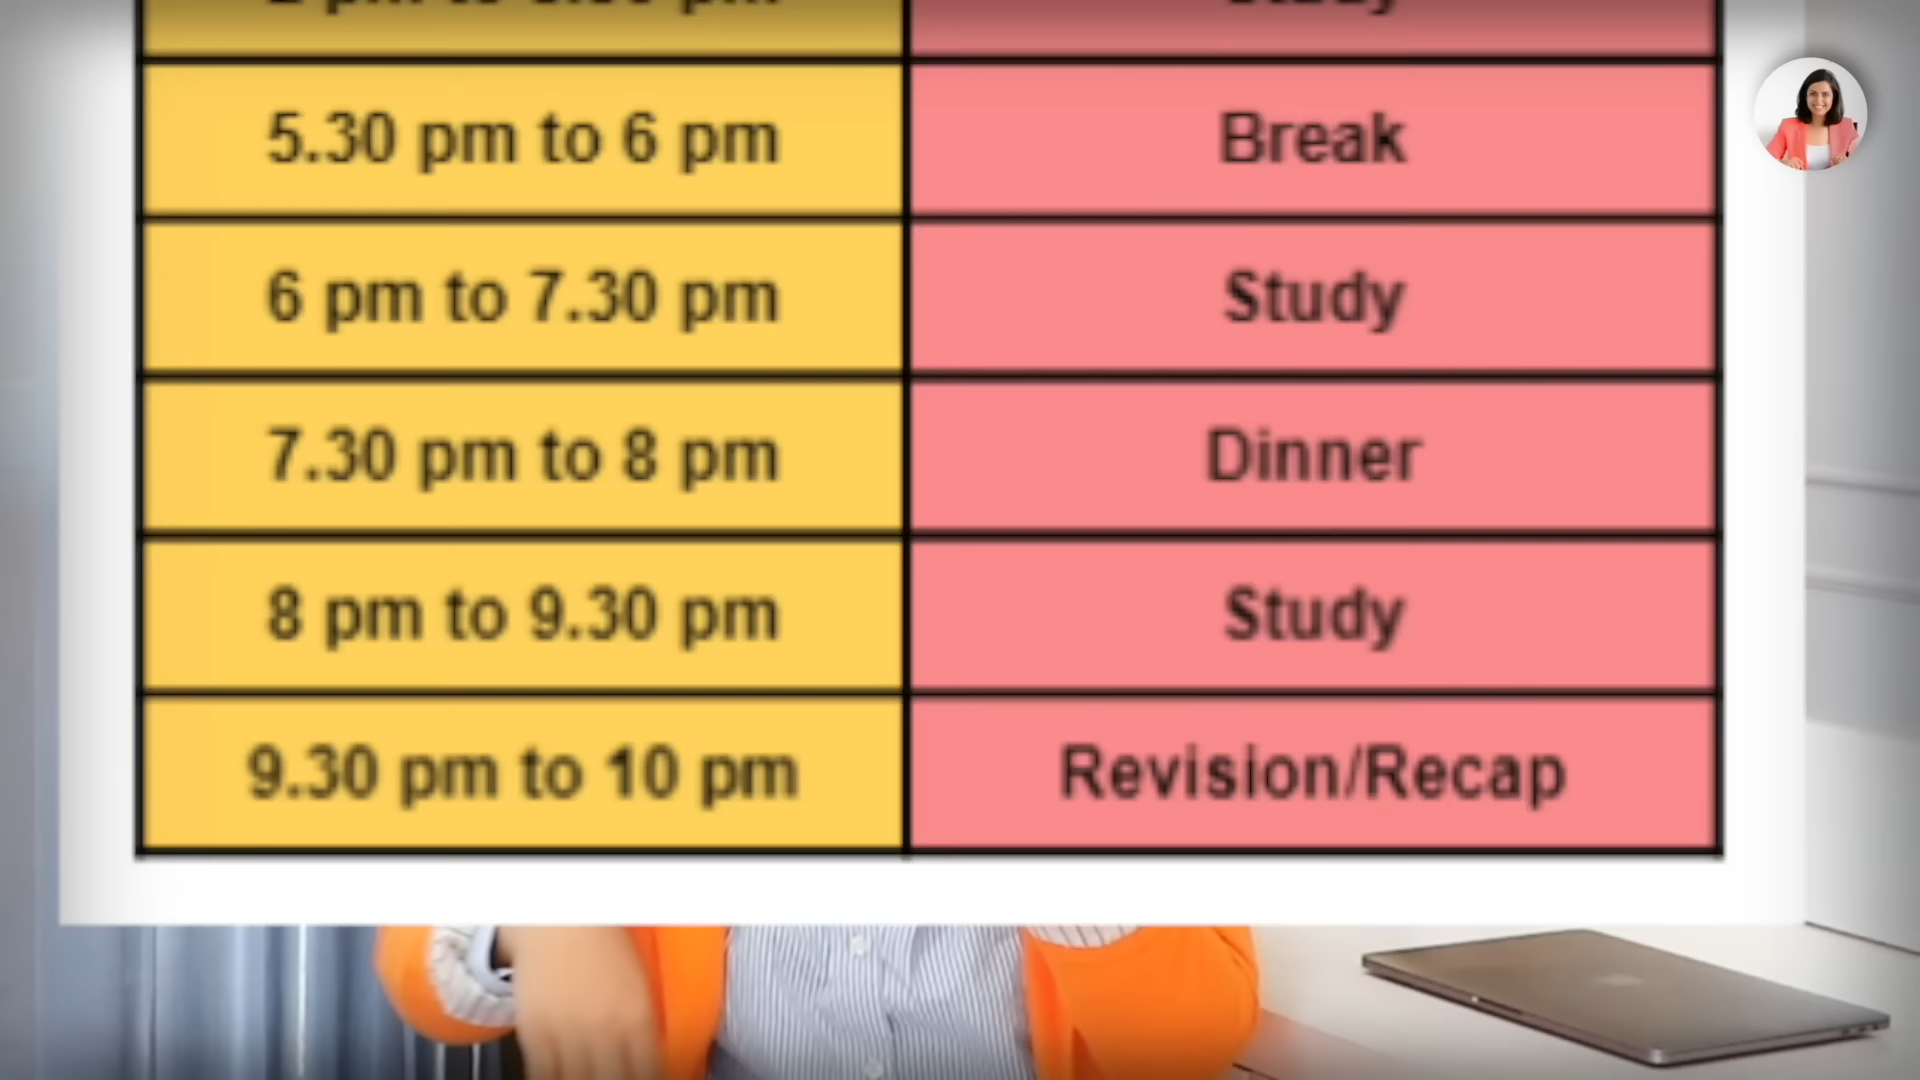 5.30 pm to 6 pm Break
6 pm to 7.30 pm Study
7.30 pm to 8 pm Dinner
8 pm to 9.30 pm Study
9.30 pm to 10 pm Revision/Recap